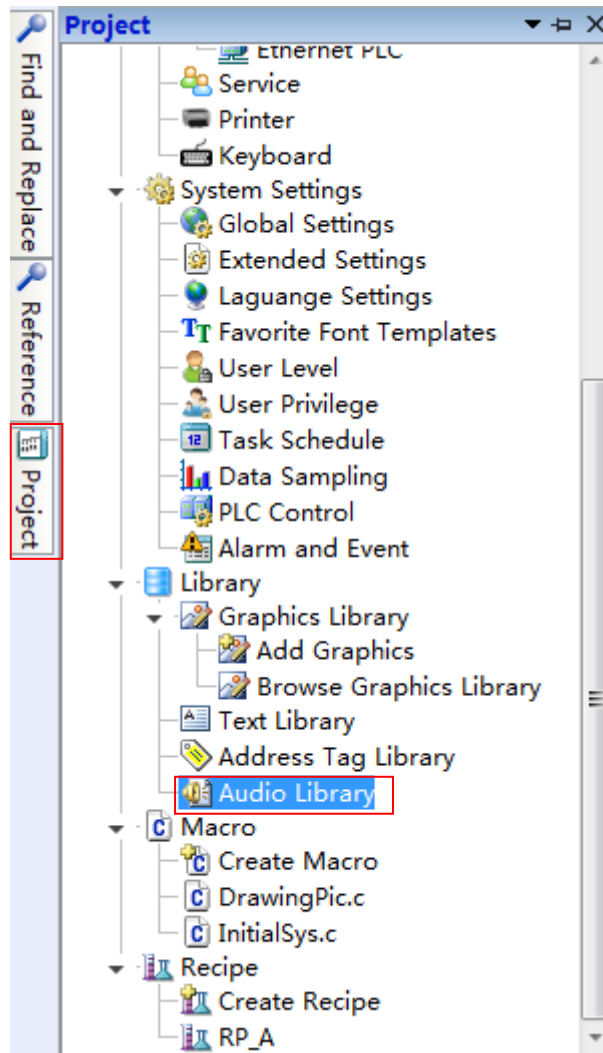 Project
Find and Replace
Reference
Project
Ethernet PLC
Service
Printer
Keyboard
System Settings
Global Settings
Extended Settings
Laguange Settings
Favorite Font Templates
User Level
User Privilege
Task Schedule
Data Sampling
PLC Control
Alarm and Event
Library
Graphics Library
Add Graphics
Browse Graphics Library
Text Library
Address Tag Library
Audio Library
Macro
Create Macro
DrawingPic.c
InitialSys.c
Recipe
Create Recipe
RP_A